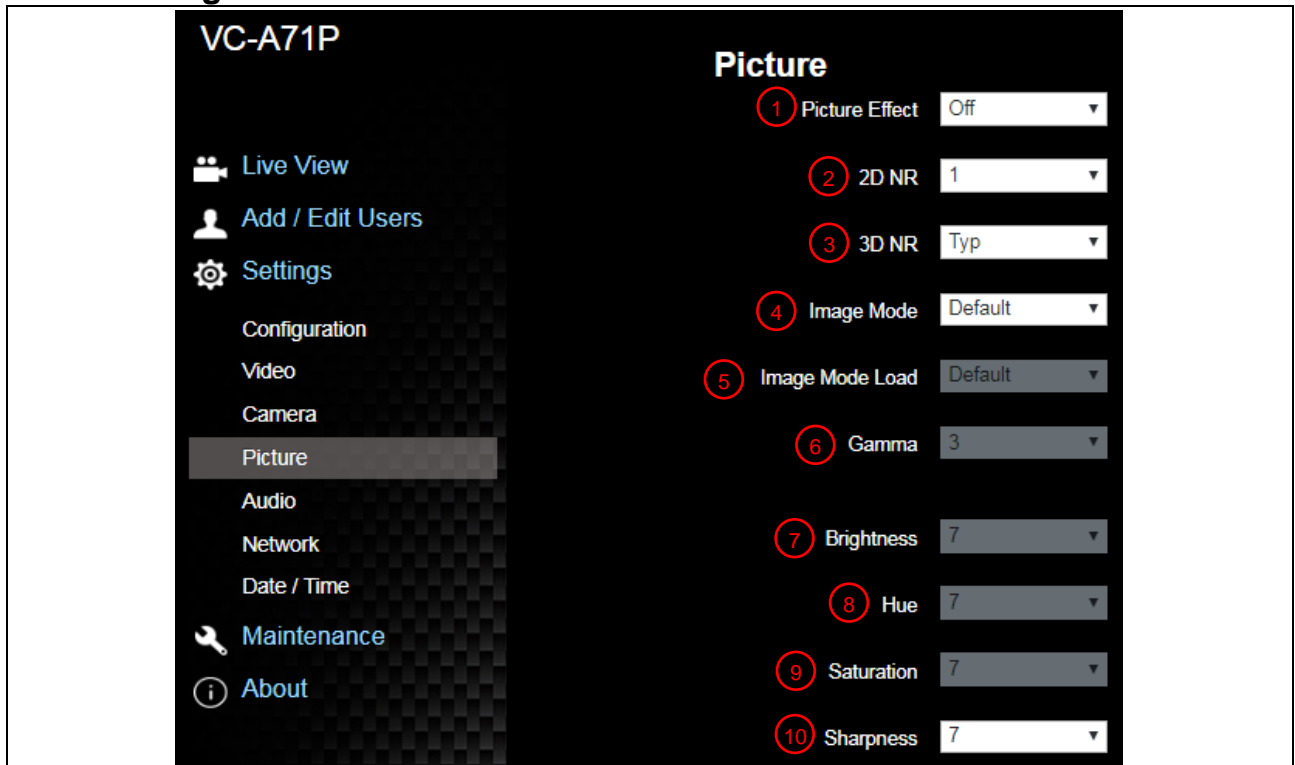 VC-A71P
Live View
Add / Edit Users
Settings
Configuration
Video
Camera
Picture
Audio
Network
Date / Time
Maintenance
About
Picture
1 Picture Effect Off
2 2D NR 1
3 3D NR Typ
4 Image Mode Default
5 Image Mode Load Default
6 Gamma 3
7 Brightness 7
8 Hue 7
9 Saturation 7
10 Sharpness 7